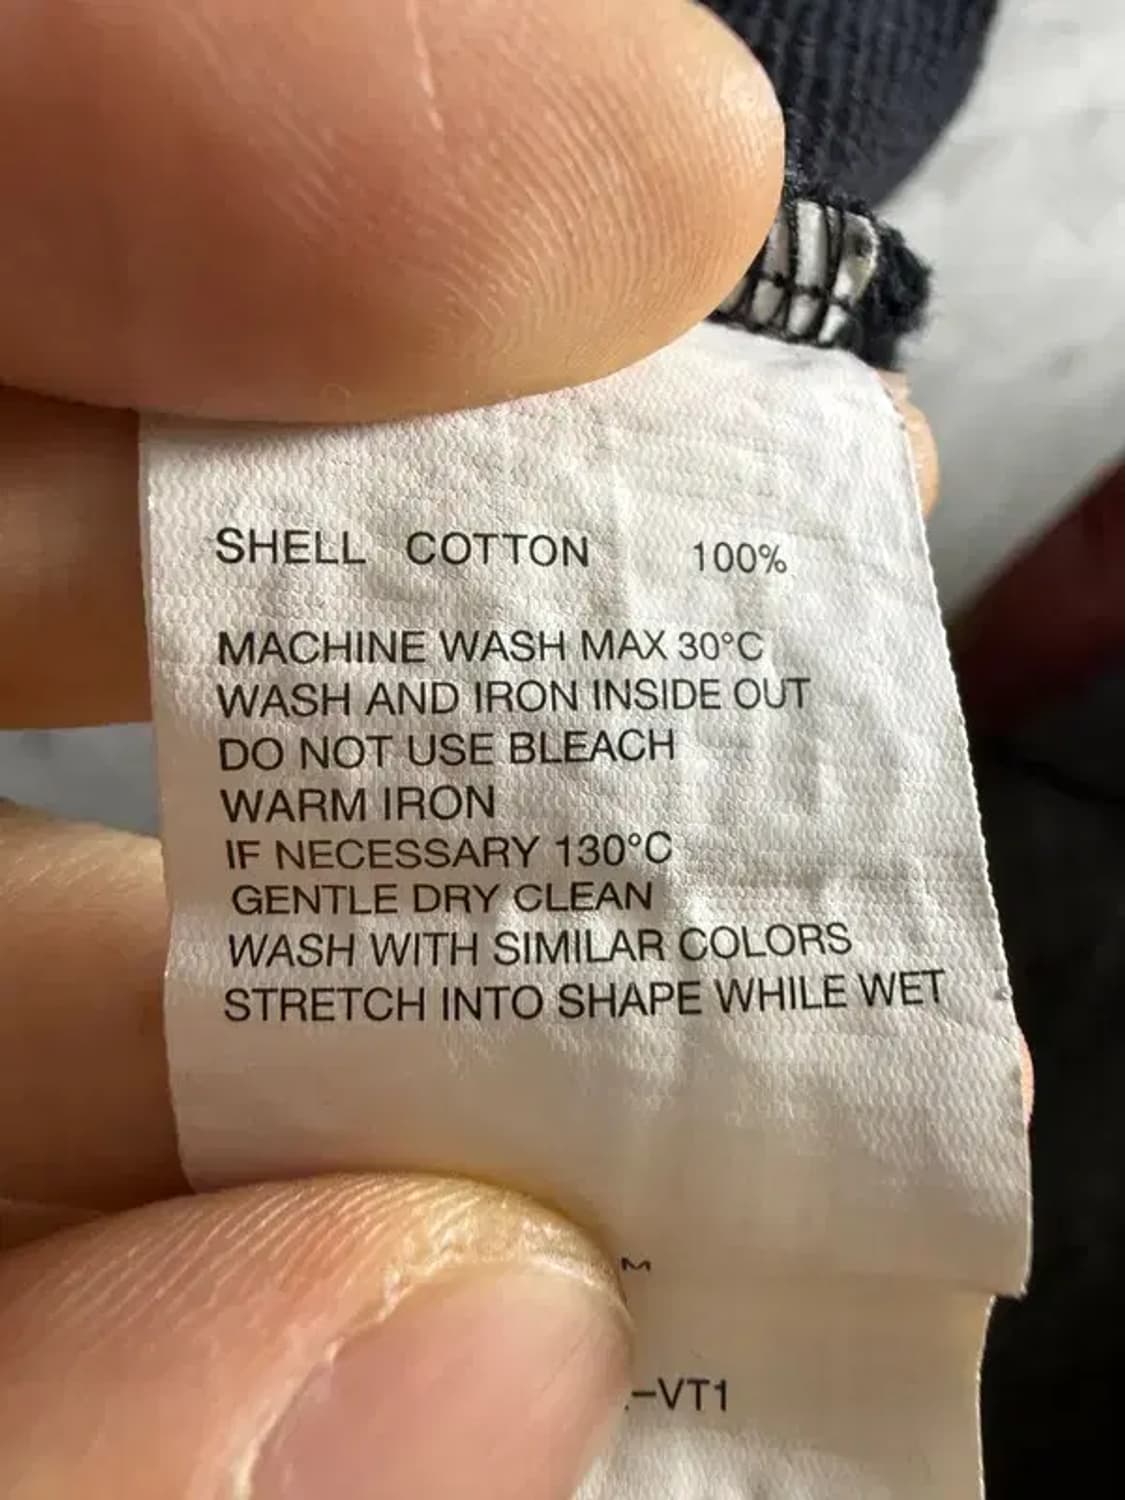 SHELL COTTON 100%
MACHINE WASH MAX 30°C
WASH AND IRON INSIDE OUT
DO NOT USE BLEACH
WARM IRON
IF NECESSARY 130°C
GENTLE DRY CLEAN
WASH WITH SIMILAR COLORS
STRETCH INTO SHAPE WHILE WET
M
-VT1